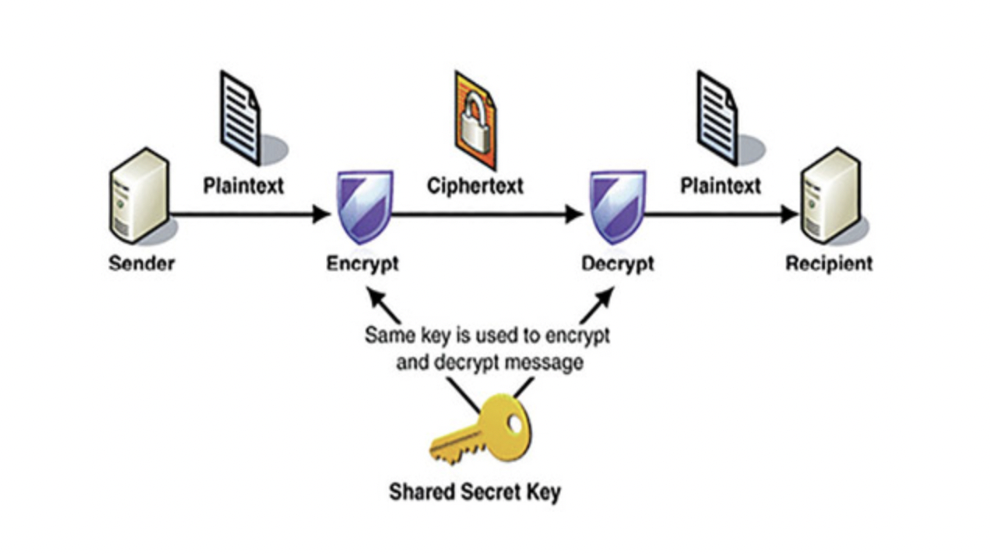 Plaintext
Ciphertext
Plaintext
Sender
Encrypt
Decrypt
Recipient
Same key is used to encrypt
and decrypt message
Shared Secret Key